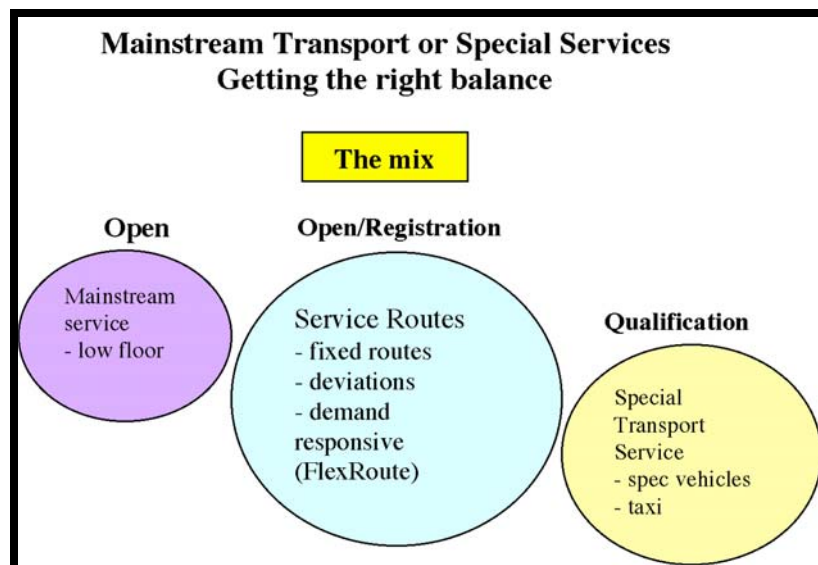 Mainstream Transport or Special Services
Getting the right balance
The mix
Open
Mainstream
service
- low floor
Open/Registration
Service Routes
- fixed routes
- deviations
- demand
responsive
(FlexRoute)
Qualification
Special
Transport
Service
- spec vehicles
- taxi